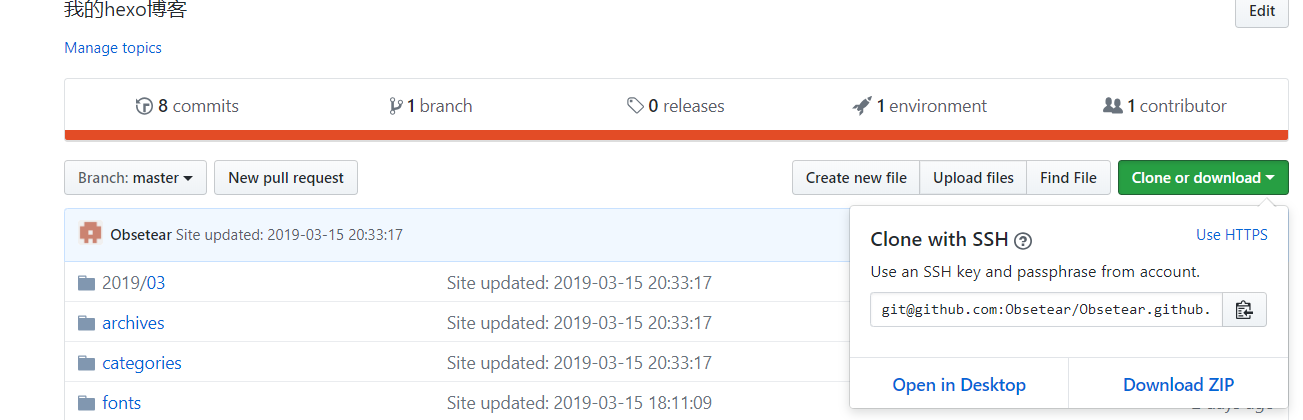 我的hexo博客
Edit
Manage topics
8 commits
1 branch
0 releases
1 environment
1 contributor
Branch: master
New pull request
Create new file
Upload files
Find File
Clone or download
Obsetear Site updated: 2019-03-15 20:33:17
Clone with SSH ?
Use HTTPS
Use an SSH key and passphrase from account.
git@github.com:Obsetear/Obsetear.github.
Open in Desktop
Download ZIP
2019/03 Site updated: 2019-03-15 20:33:17
archives Site updated: 2019-03-15 20:33:17
categories Site updated: 2019-03-15 20:33:17
fonts Site updated: 2019-03-15 18:11:09